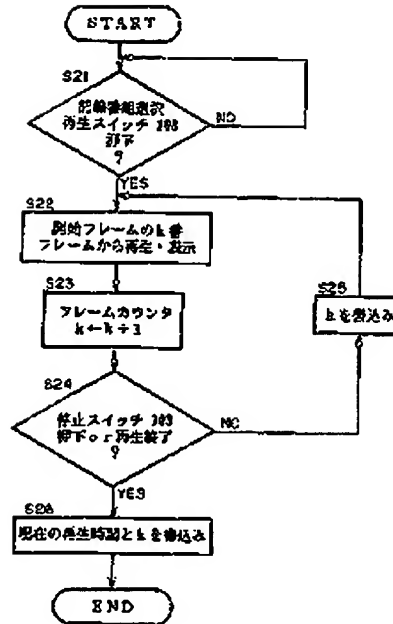 START
S21
記録番組選択
再生スイッチ 108
押下
?
NO
YES
S22
開始フレームのk番
フレームから再生・表示
S23
フレームカウンタ
k←k+1
S25
kを書込み
S24
停止スイッチ 103
押下or再生終了
?
NO
YES
S26
現在の再生時間とkを書込み
END